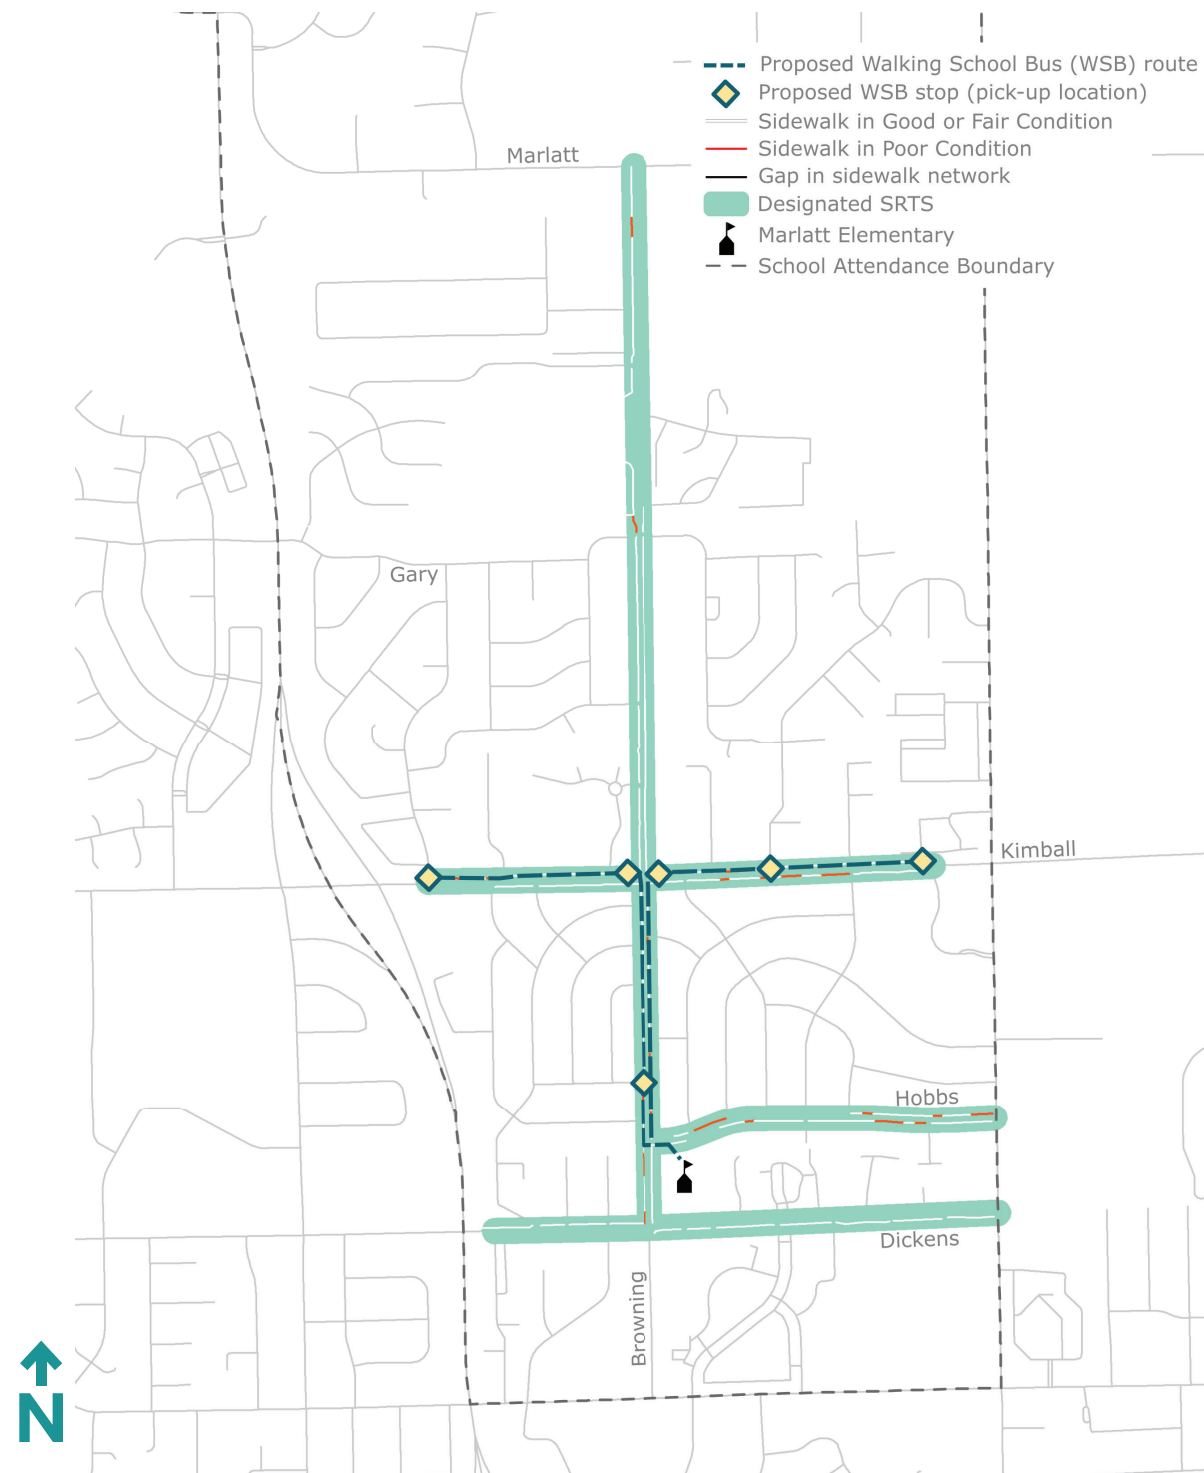 Proposed Walking School Bus (WSB) route
Proposed WSB stop (pick-up location)
Sidewalk in Good or Fair Condition
Sidewalk in Poor Condition
Gap in sidewalk network
Designated SRTS
Marlatt Elementary
School Attendance Boundary
Marlatt
Gary
Kimball
Hobbs
Dickens
Browning
N